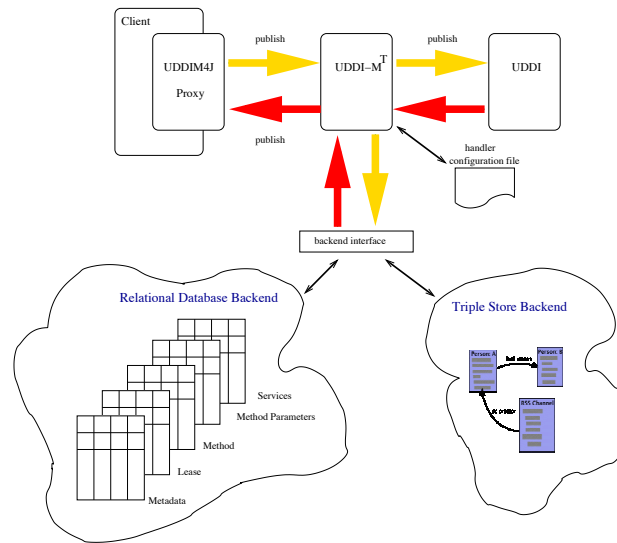 Client
publish
publish
UDDIM4J
Proxy
UDDI-M T
UDDI
publish
handler
configuration file
backend interface
Relational Database Backend
Triple Store Backend
Person: A
Person: B
RSS Channel
Services
Method Parameters
Method
Lease
Metadata